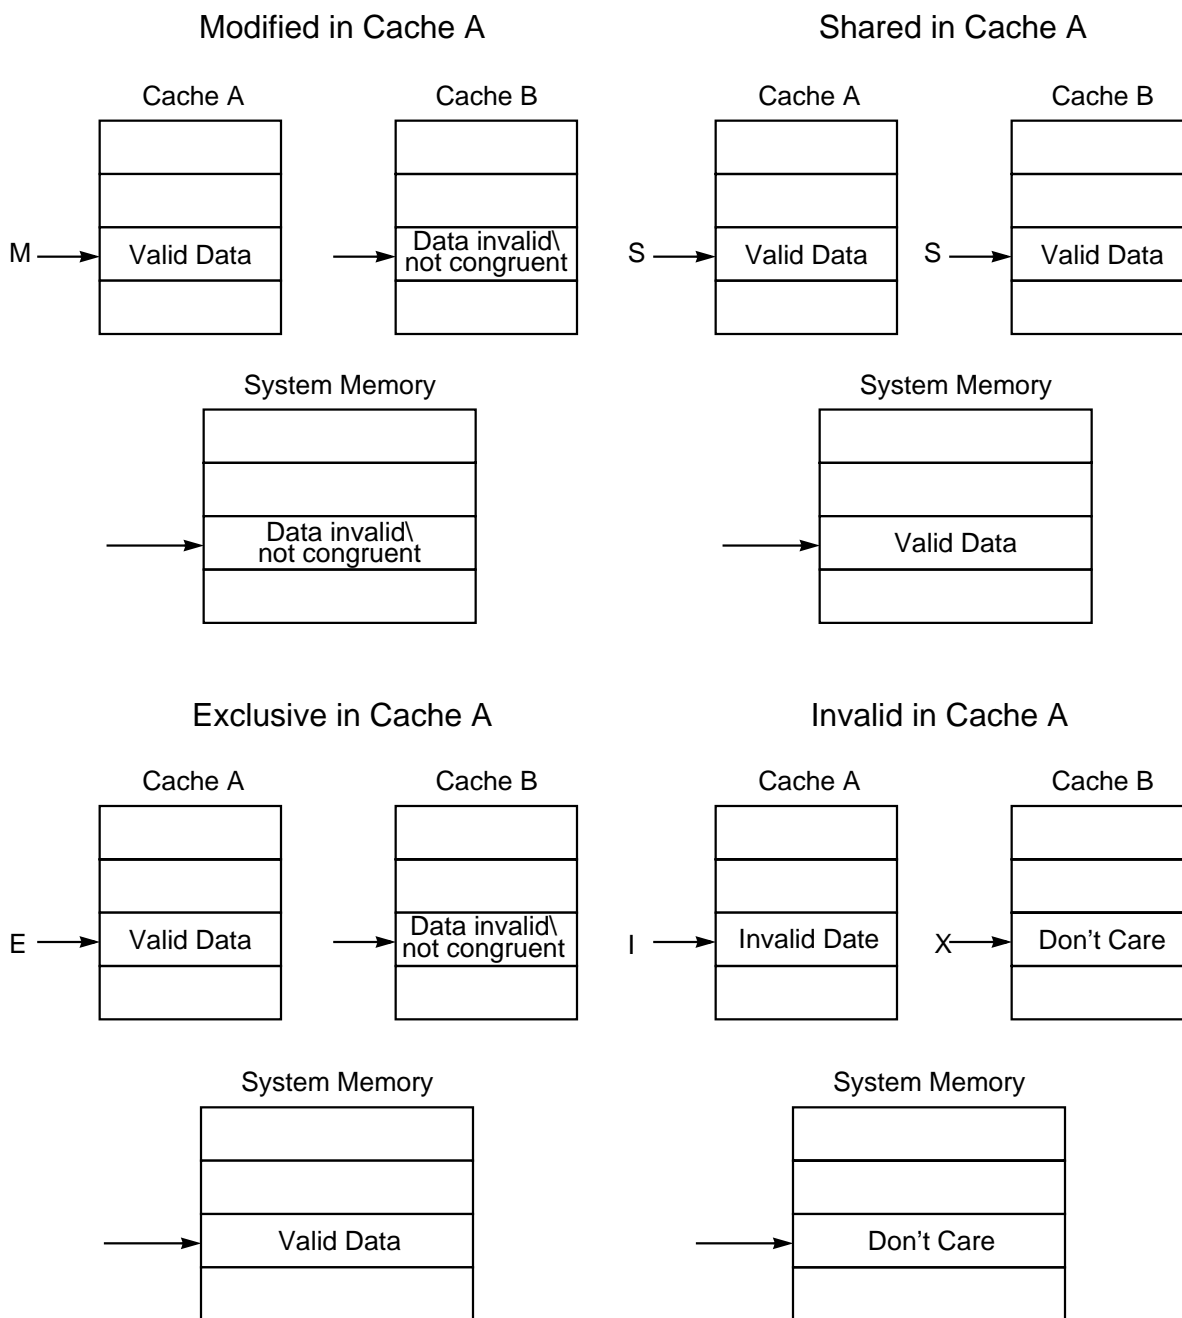 Modified in Cache A
Cache A
Cache B
M
Valid Data
Data invalid\
not congruent
System Memory
Data invalid\
not congruent
Shared in Cache A
Cache A
Cache B
S
Valid Data
S
Valid Data
System Memory
Valid Data
Exclusive in Cache A
Cache A
Cache B
E
Valid Data
Data invalid\
not congruent
System Memory
Valid Data
Invalid in Cache A
Cache A
Cache B
I
Invalid Date
X
Don't Care
System Memory
Don't Care